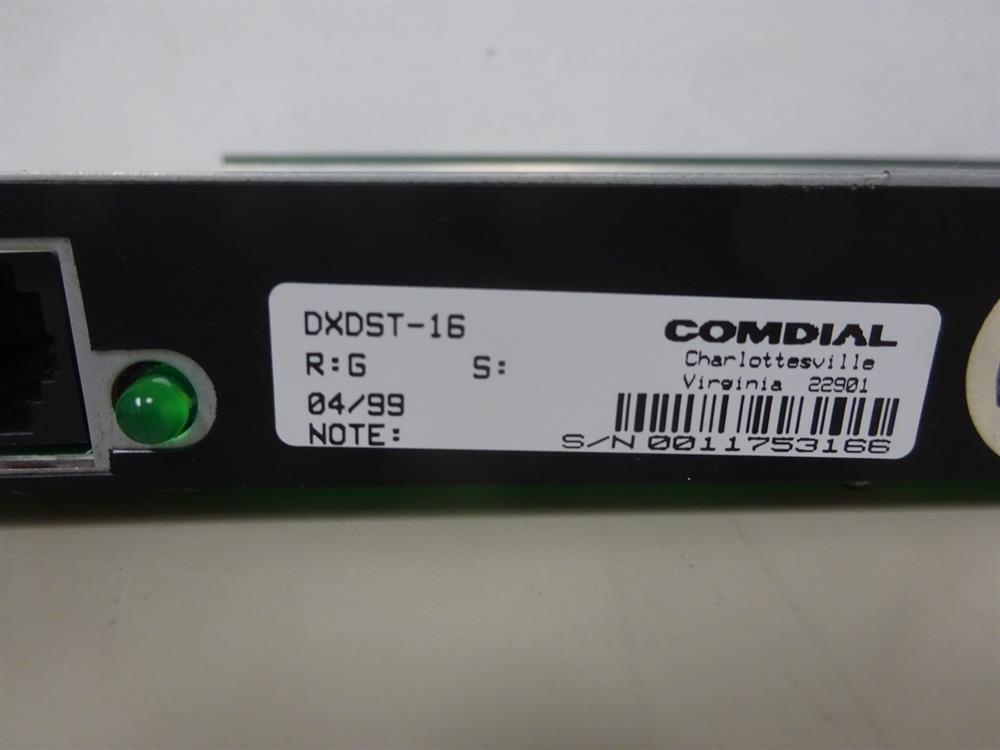 DXDST-16
R:G S:
04/99
NOTE:
COMDIAL
Charlottesville
Virginia 22901
S/N 0011753166